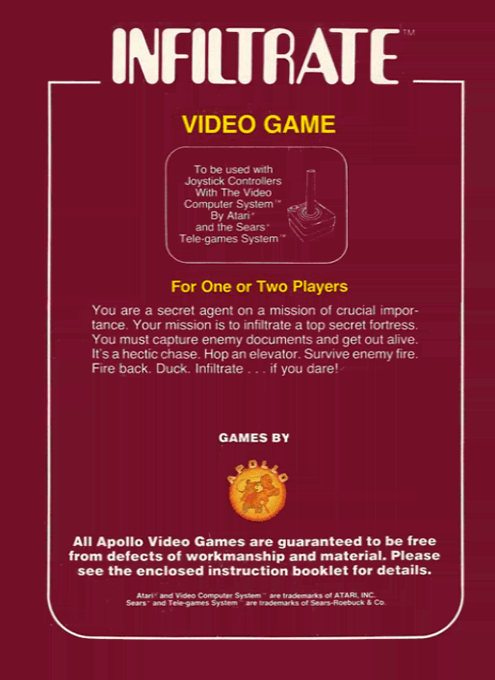 INFILTRATE™
VIDEO GAME
To be used with
Joystick Controllers
With The Video
Computer System™
By Atari®
and the Sears®
Tele-games System™
For One or Two Players
You are a secret agent on a mission of crucial impor-
tance. Your mission is to infiltrate a top secret fortress.
You must capture enemy documents and get out alive.
It's a hectic chase. Hop an elevator. Survive enemy fire.
Fire back. Duck. Infiltrate . . . if you dare!
GAMES BY
APOLLO
All Apollo Video Games are guaranteed to be free
from defects of workmanship and material. Please
see the enclosed instruction booklet for details.
Atari® and Video Computer System™ are trademarks of ATARI, INC.
Sears® and Tele-games System™ are trademarks of Sears-Roebuck & Co.